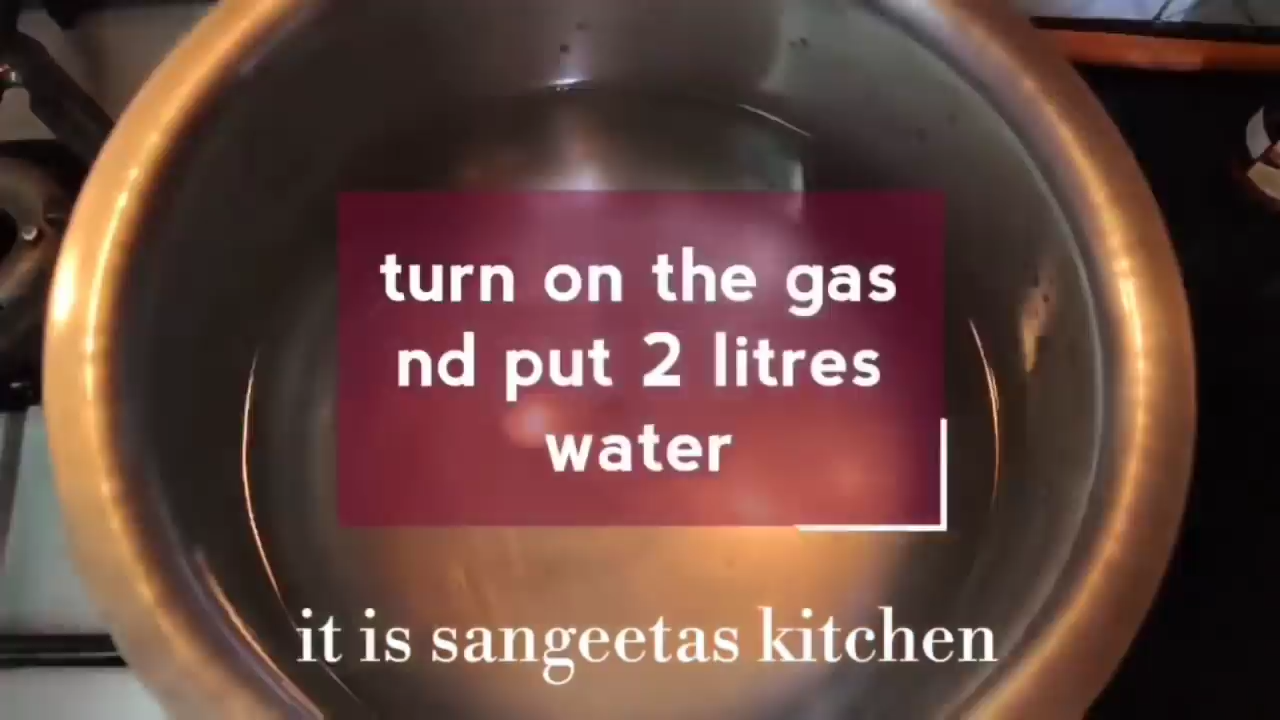 turn on the gas
nd put 2 litres
water
it is sangeetas kitchen